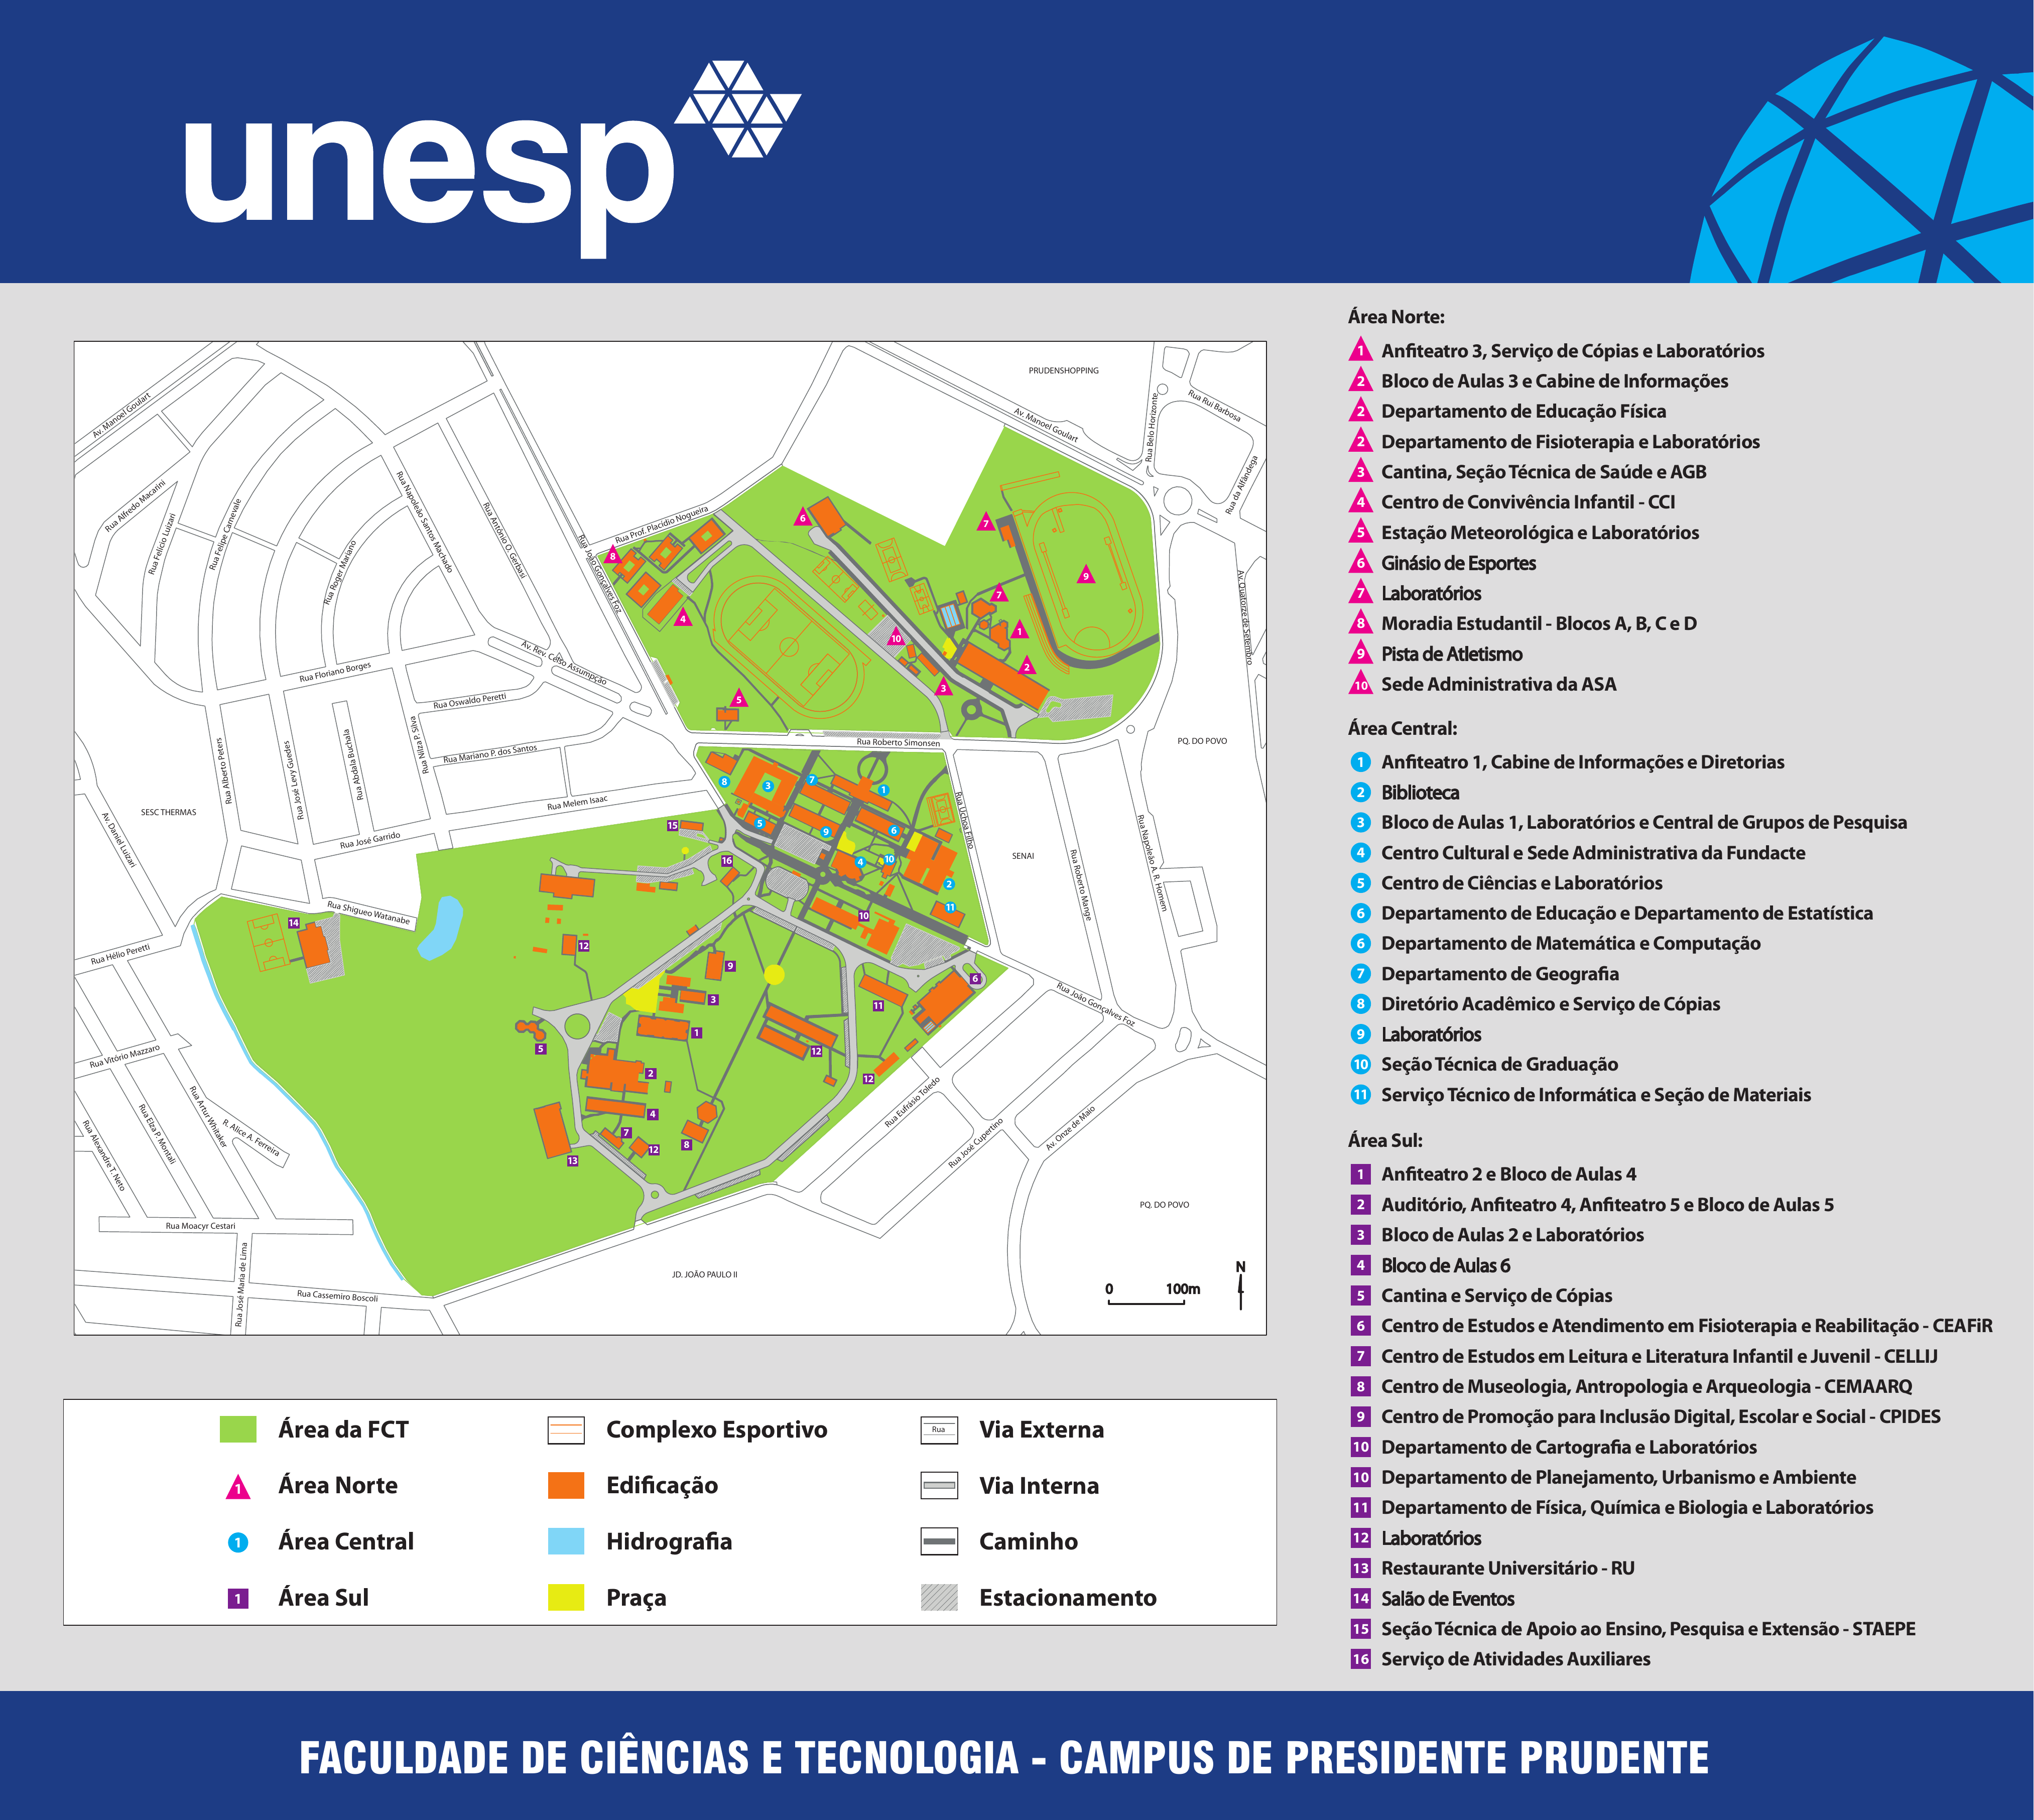 unesp
Av. Manoel Goulart
Rua Alfredo Macarini
Rua Felício Luizari
Rua Felipe Carnevale
Rua Roger Mariano
Rua Napoleão Santos Machado
Rua Antônio O. Gerbasi
Rua João Gonçalves Foz
Rua Prof. Placidio Nogueira
PRUDENSHOPPING
Av. Manoel Goulart
Rua Belo Horizonte
Rua Rui Barbosa
Rua da Alfândega
Av. Quatorze de Setembro
Av. Rev. Celso Assumpção
Rua Floriano Borges
Rua Oswaldo Peretti
Rua Mariano P. dos Santos
Rua Nilza P. Silva
Rua Abdala Buchala
Rua José Levy Guedes
Rua Alberto Peters
Rua Melem Isaac
Rua José Garrido
Rua Roberto Simonsen
PQ. DO POVO
SESC THERMAS
Av. Daniel Luizari
Rua Uchoa Filho
SENAI
Rua Roberto Mange
Rua Napoleão A. R. Homem
Rua Shigueo Watanabe
Rua Hélio Peretti
Rua João Gonçalves Foz
Rua Vitório Mazzaro
Rua Artur Whitaker
R. Alice A. Ferreira
Rua Elza P. Montali
Rua Alexandre T. Neto
Rua Eufrásio Toledo
Rua José Cupertino
Av. Onze de Maio
Rua Moacyr Cestari
Rua José Maria de Lima
Rua Cassemiro Boscoli
JD. JOÃO PAULO II
PQ. DO POVO
N
0 100m
Área Norte:
1 Anfiteatro 3, Serviço de Cópias e Laboratórios
2 Bloco de Aulas 3 e Cabine de Informações
2 Departamento de Educação Física
2 Departamento de Fisioterapia e Laboratórios
3 Cantina, Seção Técnica de Saúde e AGB
4 Centro de Convivência Infantil - CCI
5 Estação Meteorológica e Laboratórios
6 Ginásio de Esportes
7 Laboratórios
8 Moradia Estudantil - Blocos A, B, C e D
9 Pista de Atletismo
10 Sede Administrativa da ASA
Área Central:
1 Anfiteatro 1, Cabine de Informações e Diretorias
2 Biblioteca
3 Bloco de Aulas 1, Laboratórios e Central de Grupos de Pesquisa
4 Centro Cultural e Sede Administrativa da Fundacte
5 Centro de Ciências e Laboratórios
6 Departamento de Educação e Departamento de Estatística
6 Departamento de Matemática e Computação
7 Departamento de Geografia
8 Diretório Acadêmico e Serviço de Cópias
9 Laboratórios
10 Seção Técnica de Graduação
11 Serviço Técnico de Informática e Seção de Materiais
Área Sul:
1 Anfiteatro 2 e Bloco de Aulas 4
2 Auditório, Anfiteatro 4, Anfiteatro 5 e Bloco de Aulas 5
3 Bloco de Aulas 2 e Laboratórios
4 Bloco de Aulas 6
5 Cantina e Serviço de Cópias
6 Centro de Estudos e Atendimento em Fisioterapia e Reabilitação - CEAFiR
7 Centro de Estudos em Leitura e Literatura Infantil e Juvenil - CELLIJ
8 Centro de Museologia, Antropologia e Arqueologia - CEMAARQ
9 Centro de Promoção para Inclusão Digital, Escolar e Social - CPIDES
10 Departamento de Cartografia e Laboratórios
10 Departamento de Planejamento, Urbanismo e Ambiente
11 Departamento de Física, Química e Biologia e Laboratórios
12 Laboratórios
13 Restaurante Universitário - RU
14 Salão de Eventos
15 Seção Técnica de Apoio ao Ensino, Pesquisa e Extensão - STAEPE
16 Serviço de Atividades Auxiliares
Área da FCT
Complexo Esportivo
Rua Via Externa
1 Área Norte
Edificação
Via Interna
1 Área Central
Hidrografia
Caminho
1 Área Sul
Praça
Estacionamento
FACULDADE DE CIÊNCIAS E TECNOLOGIA - CAMPUS DE PRESIDENTE PRUDENTE